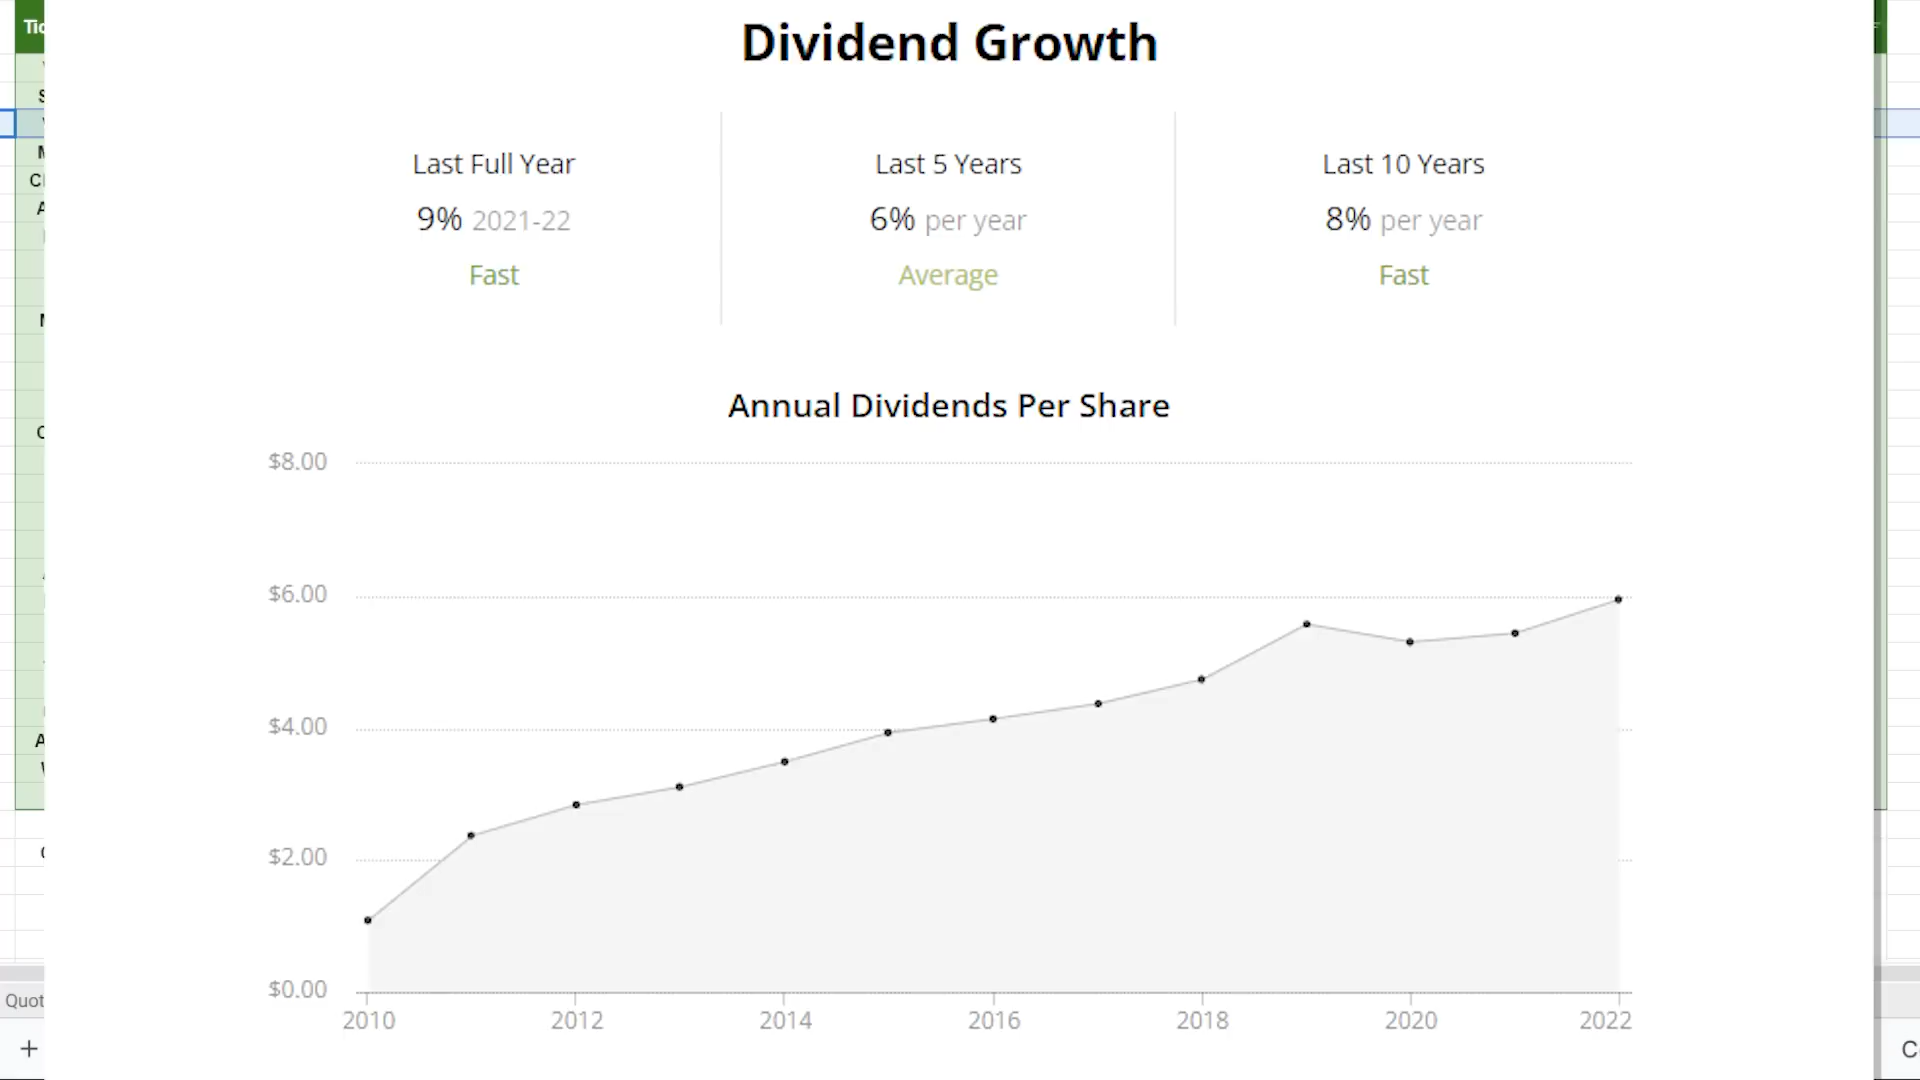 Dividend Growth
Last Full Year
9% 2021-22
Fast
Last 5 Years
6% per year
Average
Last 10 Years
8% per year
Fast
Annual Dividends Per Share
$8.00
$6.00
$4.00
$2.00
$0.00
2010 2012 2014 2016 2018 2020 2022
Quot
+